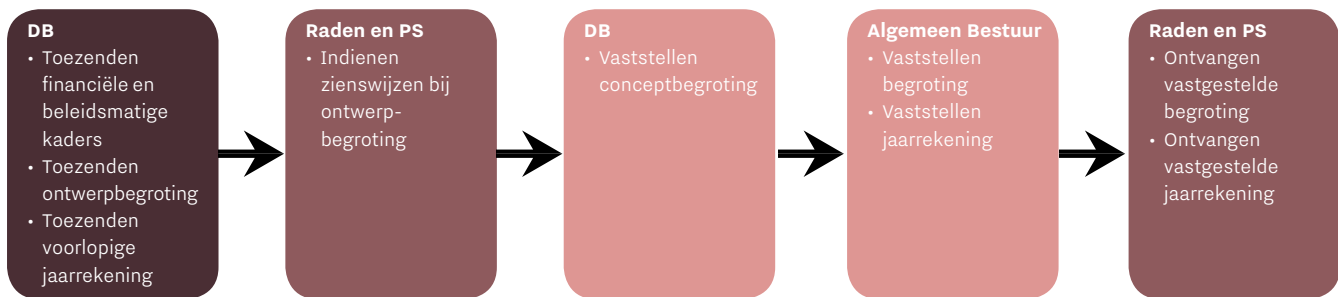 DB
• Toezenden
financiële en
beleidsmatige
kaders
• Toezenden
ontwerpbegroting
• Toezenden
voorlopige
jaarrekening
Raden en PS
• Indienen
zienswijzen bij
ontwerp-
begroting
DB
• Vaststellen
conceptbegroting
Algemeen Bestuur
• Vaststellen
begroting
• Vaststellen
jaarrekening
Raden en PS
• Ontvangen
vastgestelde
begroting
• Ontvangen
vastgestelde
jaarrekening